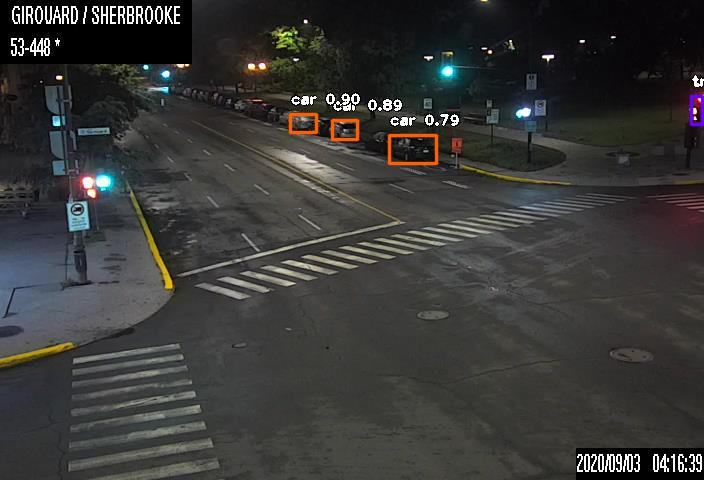 GIROUARD / SHERBROOKE
53-448 *
car 0.90
car 0.89
car 0.79
tr
2020/09/03 04:16:39